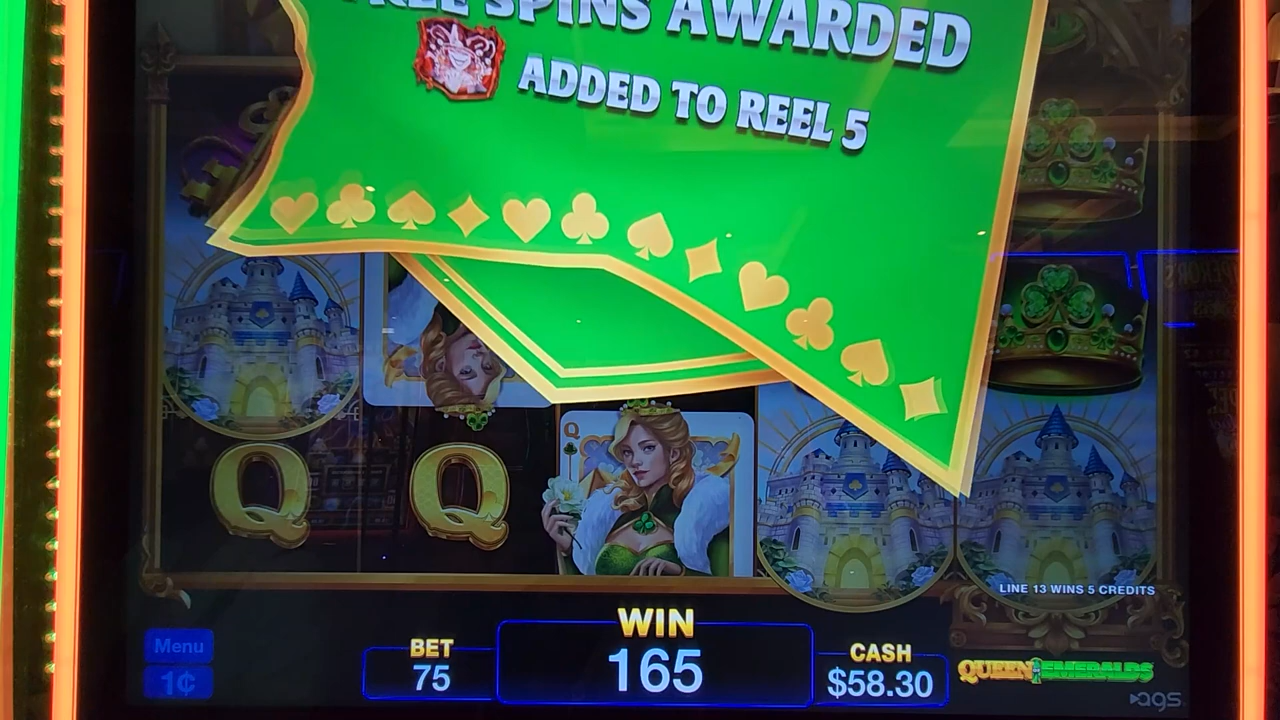 FREE SPINS AWARDED
ADDED TO REEL 5
Q
Q
Q
LINE 13 WINS 5 CREDITS
WIN
165
BET
75
CASH
$58.30
Menu
1¢
QUEEN EMERALDS
ags